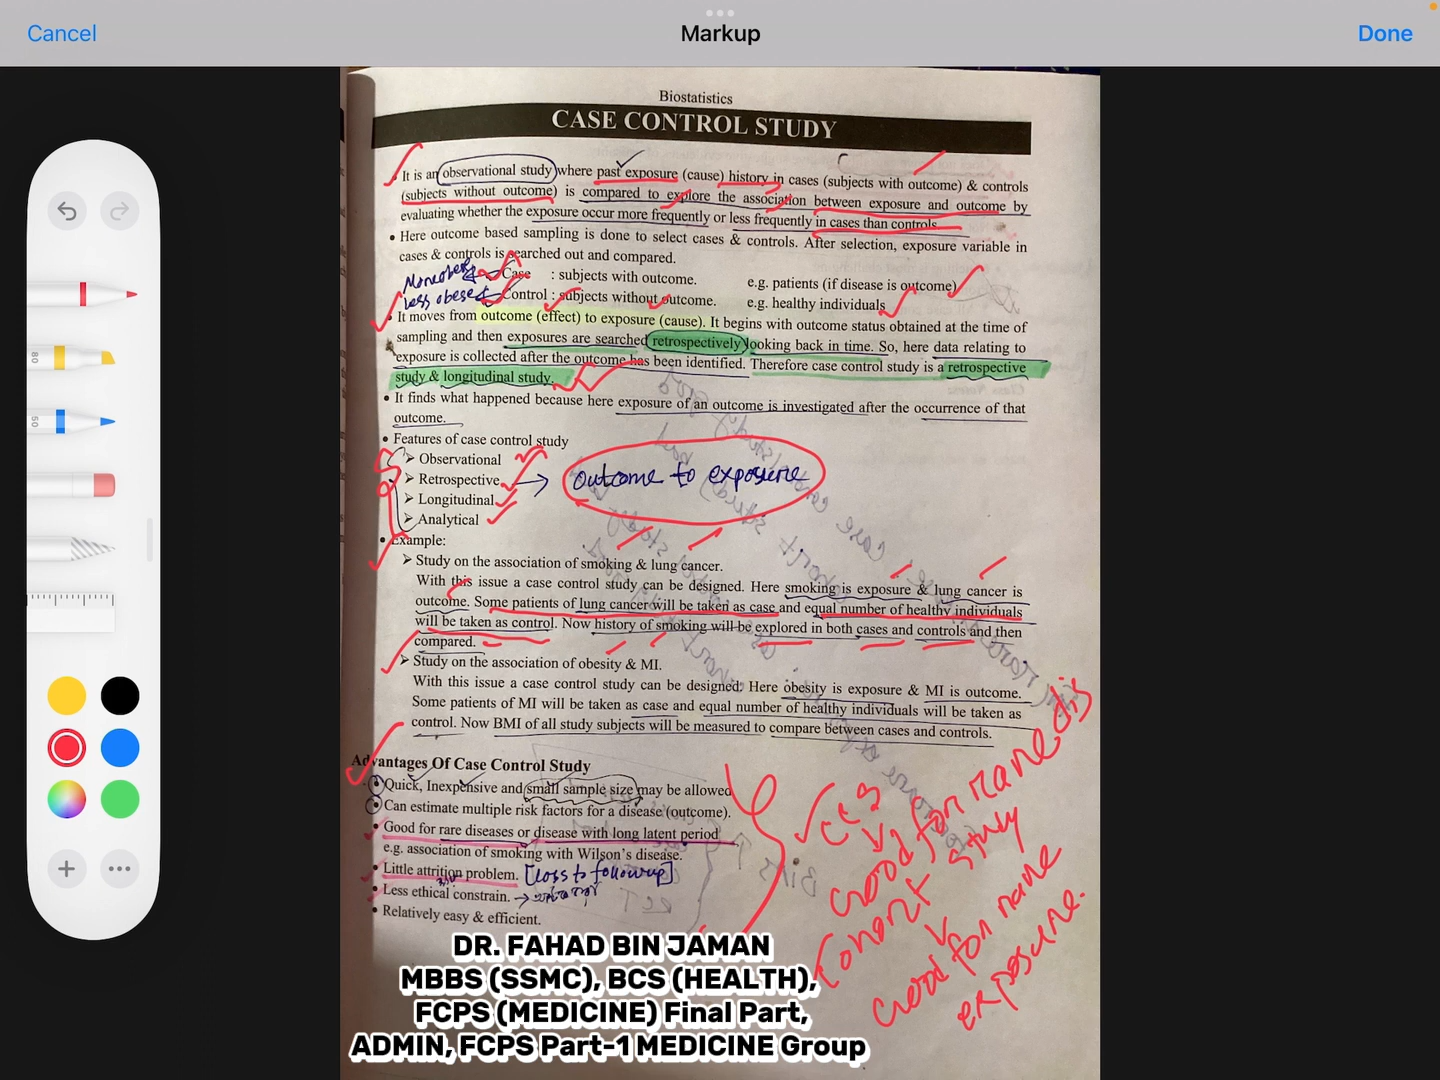 Cancel
Markup
Done
Biostatistics
CASE CONTROL STUDY
It is an observational study where past exposure (cause) history in cases (subjects with outcome) & controls
(subjects without outcome) is compared to explore the association between exposure and outcome by
evaluating whether the exposure occur more frequently or less frequently in cases than controls.
• Here outcome based sampling is done to select cases & controls. After selection, exposure variable in
cases & controls is searched out and compared.
Case : subjects with outcome. e.g. patients (if disease is outcome)
less obese Control : subjects without outcome. e.g. healthy individuals
• It moves from outcome (effect) to exposure (cause). It begins with outcome status obtained at the time of
sampling and then exposures are searched retrospectively looking back in time. So, here data relating to
exposure is collected after the outcome has been identified. Therefore case control study is a retrospective
study & longitudinal study.
• It finds what happened because here exposure of an outcome is investigated after the occurrence of that
outcome.
• Features of case control study
➤ Observational
➤ Retrospective → outcome to exposure
➤ Longitudinal
➤ Analytical
• Example:
➤ Study on the association of smoking & lung cancer.
With this issue a case control study can be designed. Here smoking is exposure & lung cancer is
outcome. Some patients of lung cancer will be taken as case and equal number of healthy individuals
will be taken as control. Now history of smoking will be explored in both cases and controls and then
compared.
➤ Study on the association of obesity & MI.
With this issue a case control study can be designed. Here obesity is exposure & MI is outcome.
Some patients of MI will be taken as case and equal number of healthy individuals will be taken as
control. Now BMI of all study subjects will be measured to compare between cases and controls.
Advantages Of Case Control Study
• Quick, Inexpensive and small sample size may be allowed
• Can estimate multiple risk factors for a disease (outcome).
• Good for rare diseases or disease with long latent period
e.g. association of smoking with Wilson's disease.
• Little attrition problem. [Loss to followup]
• Less ethical constrain. →
• Relatively easy & efficient.
ccs
Good for rare dis
Cohort study
Good for rare
exposure.
DR. FAHAD BIN JAMAN
MBBS (SSMC), BCS (HEALTH),
FCPS (MEDICINE) Final Part,
ADMIN, FCPS Part-1 MEDICINE Group
80
50